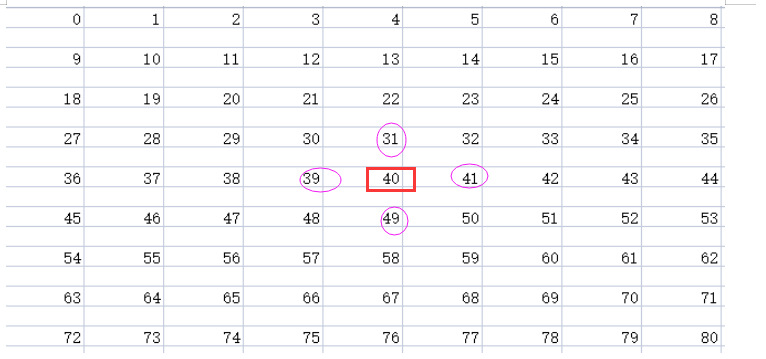 0 1 2 3 4 5 6 7 8
9 10 11 12 13 14 15 16 17
18 19 20 21 22 23 24 25 26
27 28 29 30 31 32 33 34 35
36 37 38 39 40 41 42 43 44
45 46 47 48 49 50 51 52 53
54 55 56 57 58 59 60 61 62
63 64 65 66 67 68 69 70 71
72 73 74 75 76 77 78 79 80